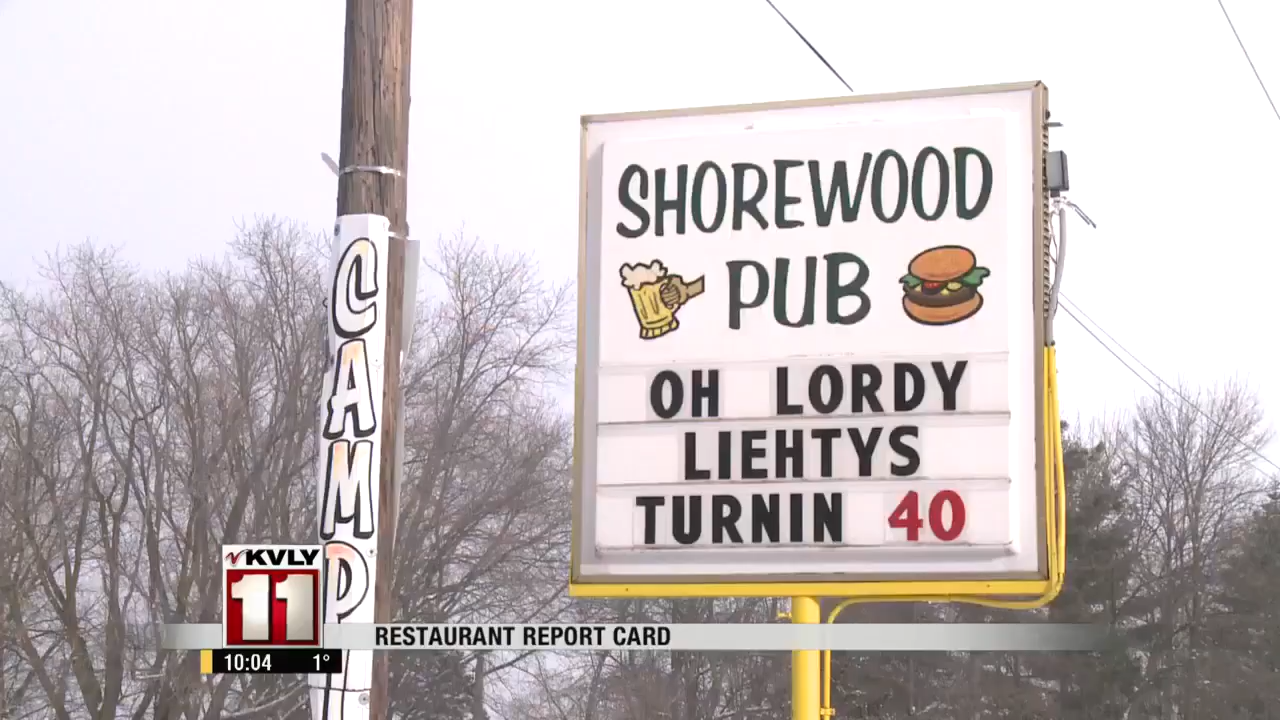 SHOREWOOD
PUB
OH LORDY
LIEHTYS
TURNIN 40
CAMP
KVLY
11
RESTAURANT REPORT CARD
10:04 1°